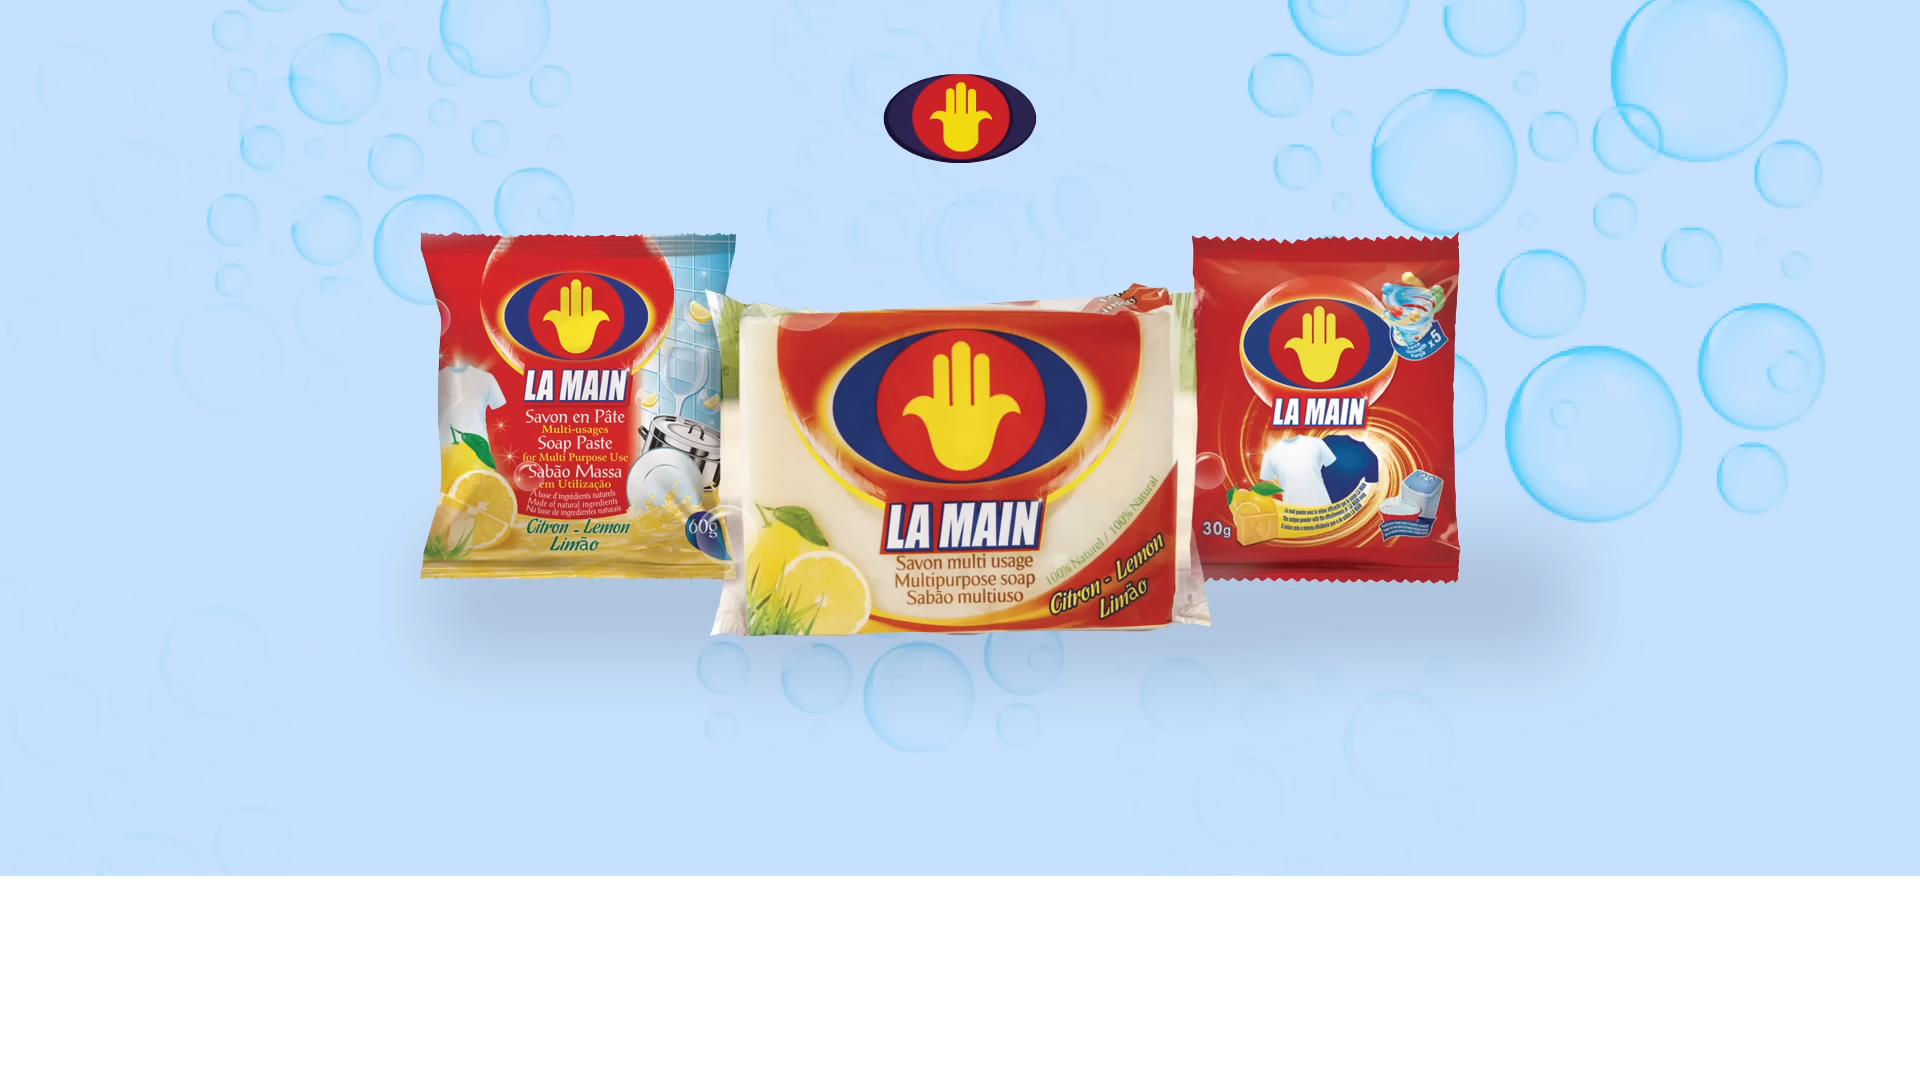 LA MAIN
Savon en Pâte
Multi-usages
Soap Paste
for Multi Purpose Use
Sabão Massa
em Utilização
À base d'ingrédients naturels
Made of natural ingredients
Na base de ingredientes naturais
Citron - Lemon
Limão
60g
LA MAIN
Savon multi usage
Multipurpose soap
Sabão multiuso
100% Naturel / 100% Natural
Citron - Lemon
Limão
LA MAIN
x5
30g